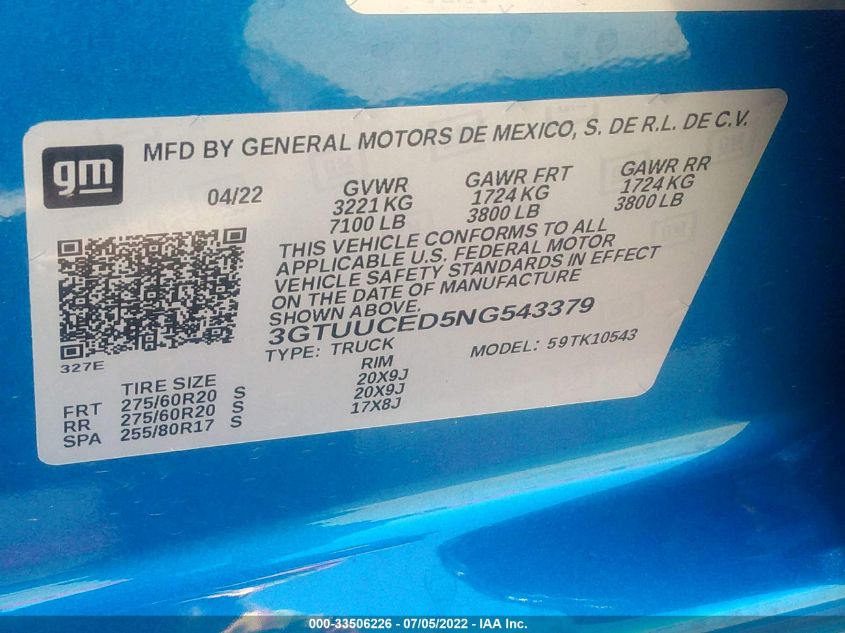 gm
MFD BY GENERAL MOTORS DE MEXICO, S. DE R.L. DE C.V.
04/22 GVWR GAWR FRT GAWR RR
3221 KG 1724 KG 1724 KG
7100 LB 3800 LB 3800 LB
THIS VEHICLE CONFORMS TO ALL
APPLICABLE U.S. FEDERAL MOTOR
VEHICLE SAFETY STANDARDS IN EFFECT
ON THE DATE OF MANUFACTURE
SHOWN ABOVE.
3GTUUCED5NG543379
TYPE: TRUCK MODEL: 59TK10543
327E
TIRE SIZE RIM
FRT 275/60R20 S 20X9J
RR 275/60R20 S 20X9J
SPA 255/80R17 S 17X8J
000-33506226 - 07/05/2022 - IAA Inc.